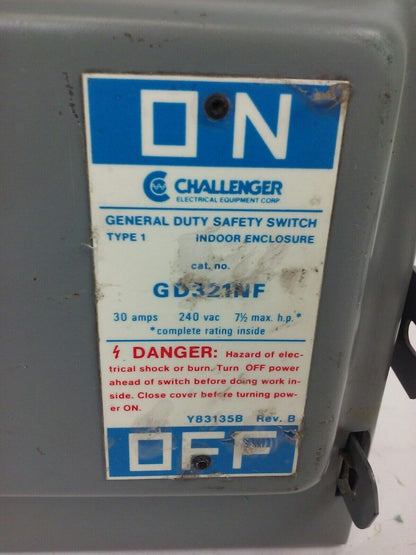 ON
CHALLENGER
ELECTRICAL EQUIPMENT CORP
GENERAL DUTY SAFETY SWITCH
TYPE 1 INDOOR ENCLOSURE
cat. no.
GD321NF
30 amps 240 vac 7½ max. h.p.*
*complete rating inside
DANGER: Hazard of elec-
trical shock or burn. Turn OFF power
ahead of switch before doing work in-
side. Close cover before turning pow-
er ON.
Y83135B Rev. B
OFF